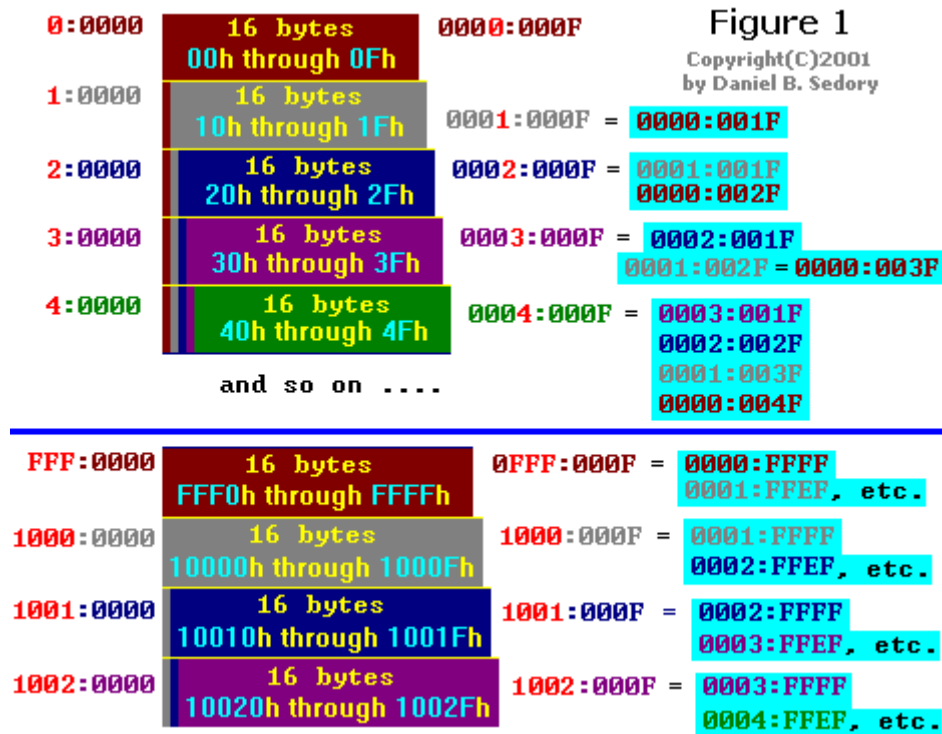 Figure 1
Copyright(C)2001
by Daniel B. Sedory
0:0000 16 bytes 0000:000F
00h through 0Fh
1:0000 16 bytes
10h through 1Fh 0001:000F = 0000:001F
2:0000 16 bytes 0002:000F = 0001:001F
20h through 2Fh 0000:002F
3:0000 16 bytes 0003:000F = 0002:001F
30h through 3Fh 0001:002F = 0000:003F
4:0000 16 bytes 0004:000F = 0003:001F
40h through 4Fh 0002:002F
0001:003F
and so on .... 0000:004F
FFF:0000 16 bytes 0FFF:000F = 0000:FFFF
FFF0h through FFFFh 0001:FFEF, etc.
1000:0000 16 bytes 1000:000F = 0001:FFFF
10000h through 1000Fh 0002:FFEF, etc.
1001:0000 16 bytes 1001:000F = 0002:FFFF
10010h through 1001Fh 0003:FFEF, etc.
1002:0000 16 bytes 1002:000F = 0003:FFFF
10020h through 1002Fh 0004:FFEF, etc.